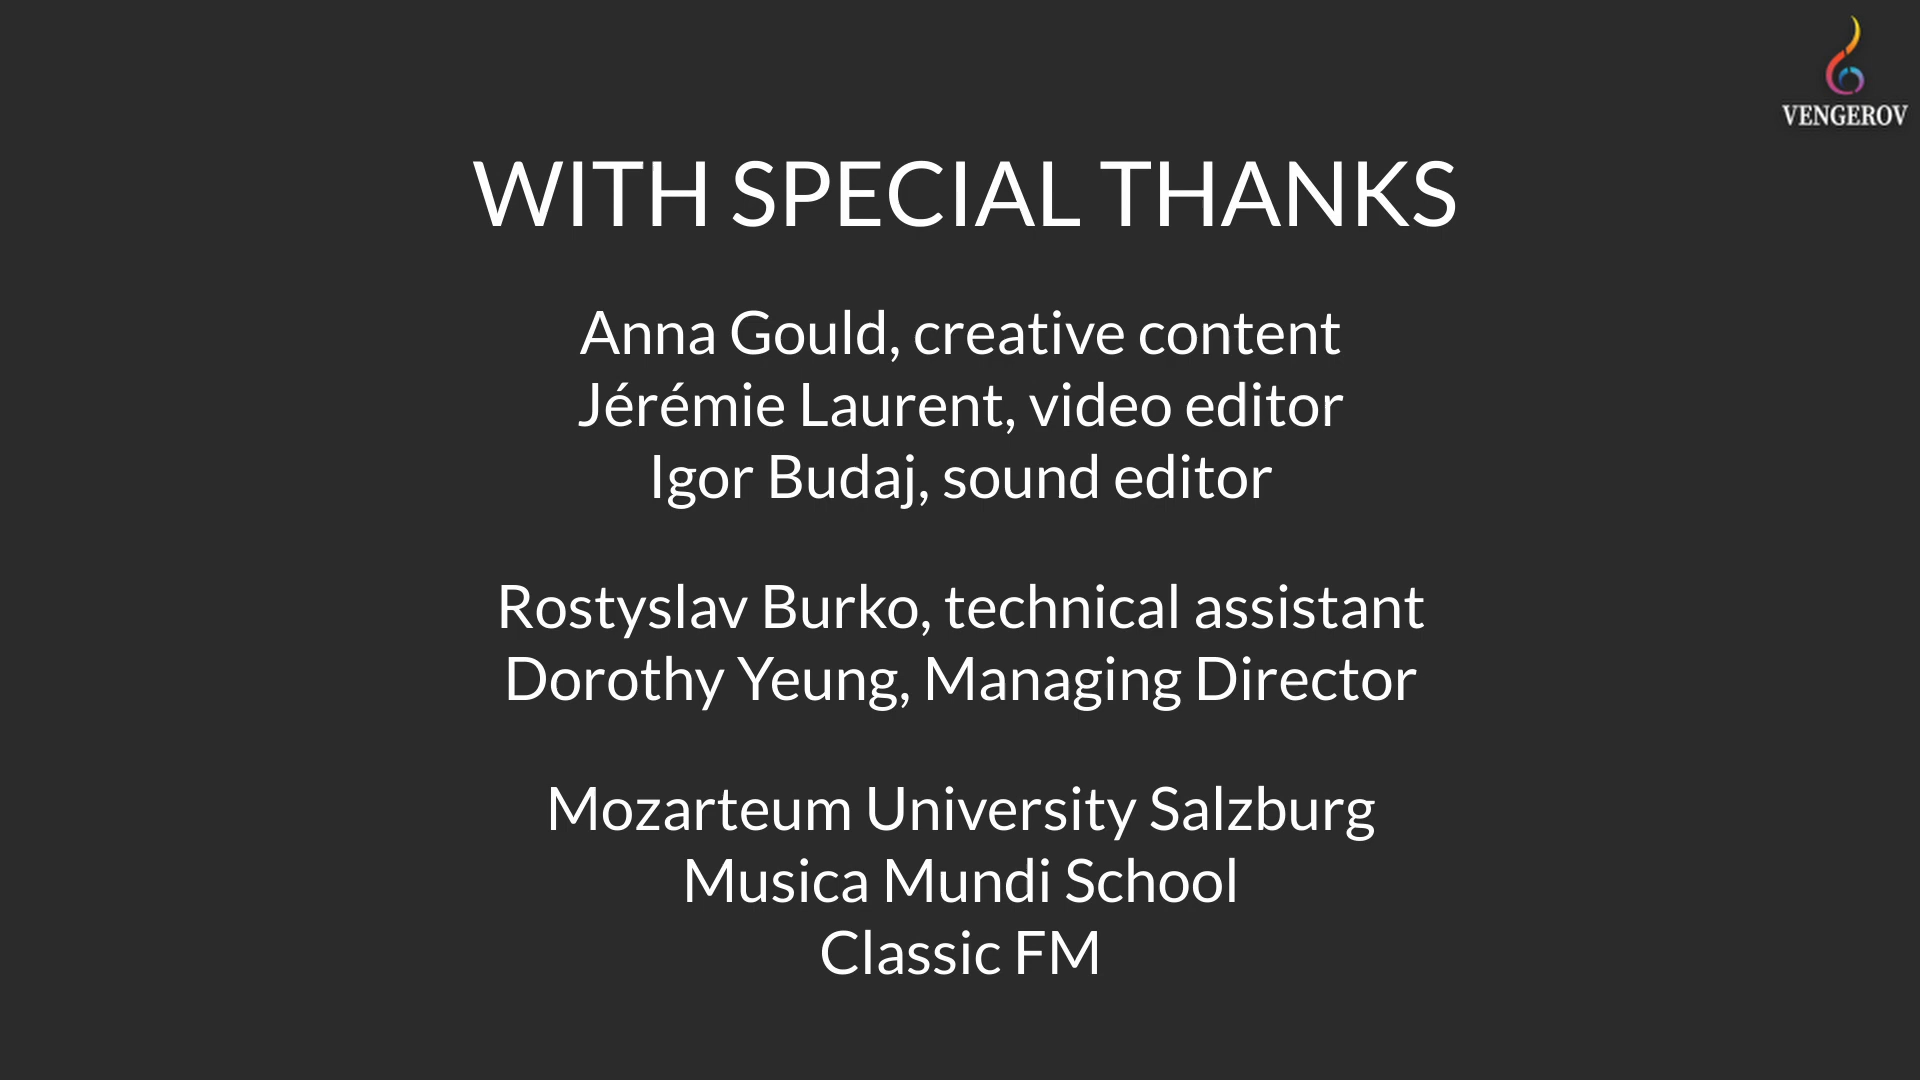 VENGEROV
WITH SPECIAL THANKS
Anna Gould, creative content
Jérémie Laurent, video editor
Igor Budaj, sound editor
Rostyslav Burko, technical assistant
Dorothy Yeung, Managing Director
Mozarteum University Salzburg
Musica Mundi School
Classic FM